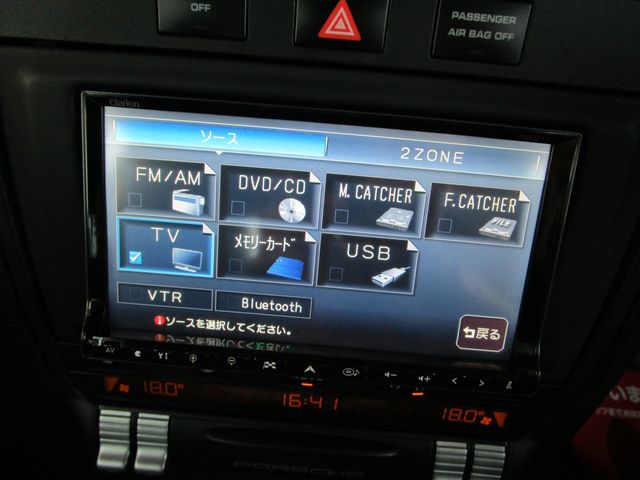 OFF
PASSENGER
AIR BAG OFF
clarion
ソース
2ZONE
FM/AM
DVD/CD
M.CATCHER
F.CATCHER
FILE
TV
メモリーカード
USB
VTR
Bluetooth
ソースを選択してください。
戻る
AV
18.0°
16:41
18.0°
PORSCHE